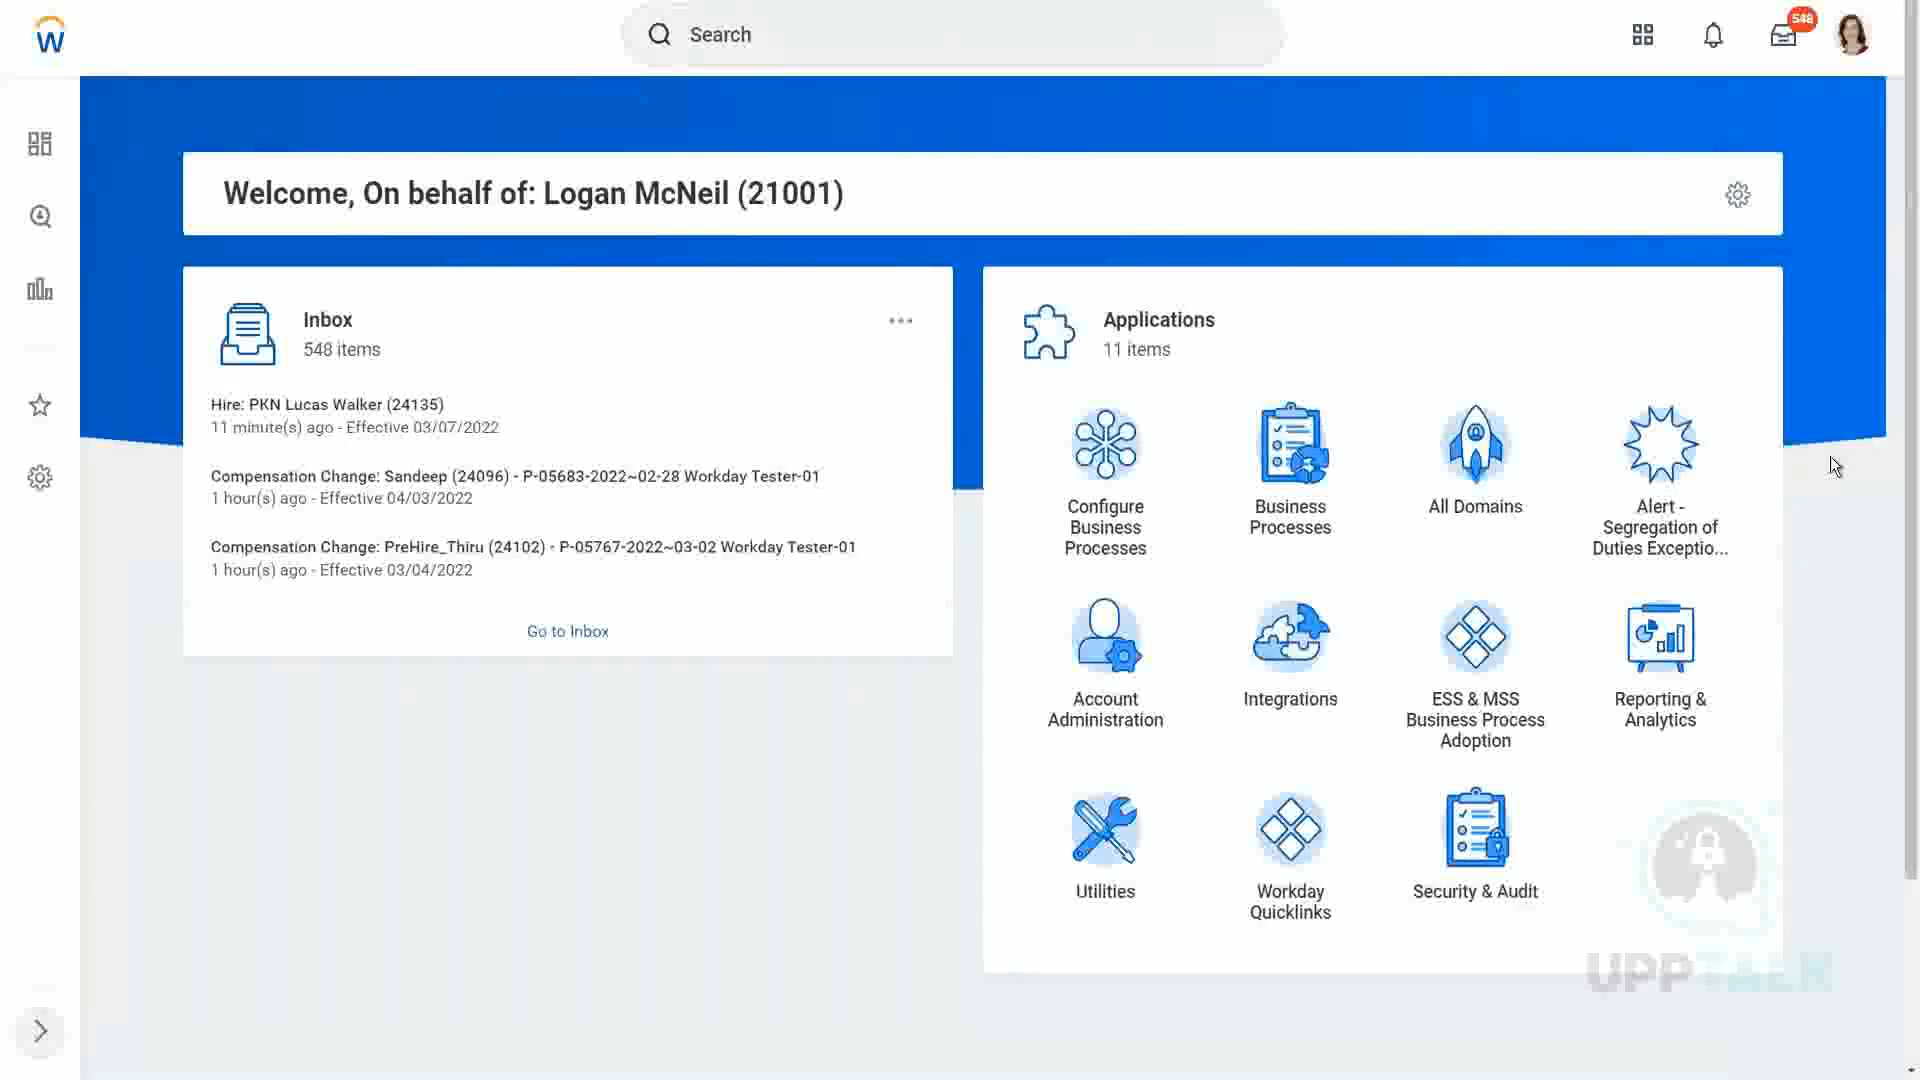 W
Search
548
Welcome, On behalf of: Logan McNeil (21001)
Inbox
548 items
Hire: PKN Lucas Walker (24135)
11 minute(s) ago - Effective 03/07/2022
Compensation Change: Sandeep (24096) - P-05683-2022~02-28 Workday Tester-01
1 hour(s) ago - Effective 04/03/2022
Compensation Change: PreHire_Thiru (24102) - P-05767-2022~03-02 Workday Tester-01
1 hour(s) ago - Effective 03/04/2022
Go to Inbox
Applications
11 items
Configure
Business
Processes
Business
Processes
All Domains
Alert -
Segregation of
Duties Exceptio...
Account
Administration
Integrations
ESS & MSS
Business Process
Adoption
Reporting &
Analytics
Utilities
Workday
Quicklinks
Security & Audit
UPPTALK